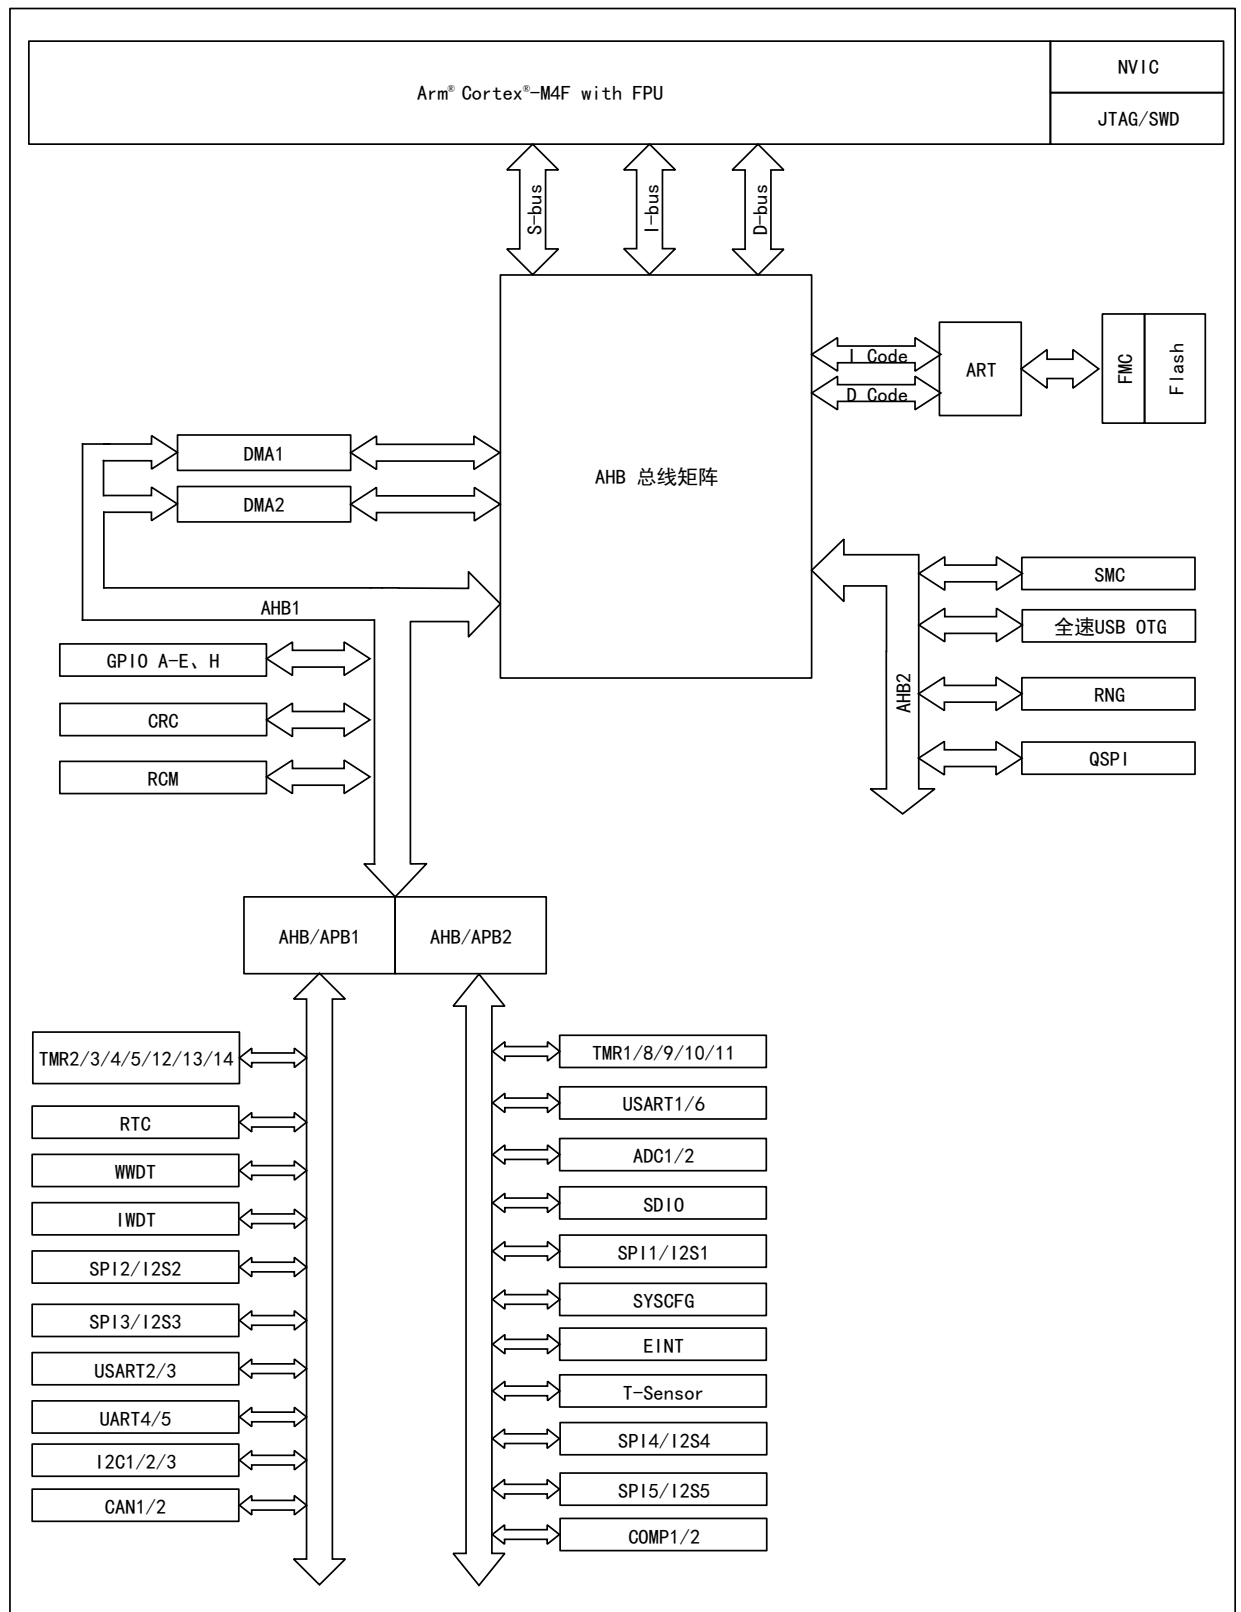 Arm® Cortex®-M4F with FPU
NVIC
JTAG/SWD
S-bus
I-bus
D-bus
I Code
D Code
ART
FMC
Flash
DMA1
DMA2
AHB 总线矩阵
AHB1
GPIO A-E、H
CRC
RCM
AHB2
SMC
全速USB OTG
RNG
QSPI
AHB/APB1
AHB/APB2
TMR2/3/4/5/12/13/14
RTC
WWDT
IWDT
SPI2/I2S2
SPI3/I2S3
USART2/3
UART4/5
I2C1/2/3
CAN1/2
TMR1/8/9/10/11
USART1/6
ADC1/2
SDIO
SPI1/I2S1
SYSCFG
EINT
T-Sensor
SPI4/I2S4
SPI5/I2S5
COMP1/2